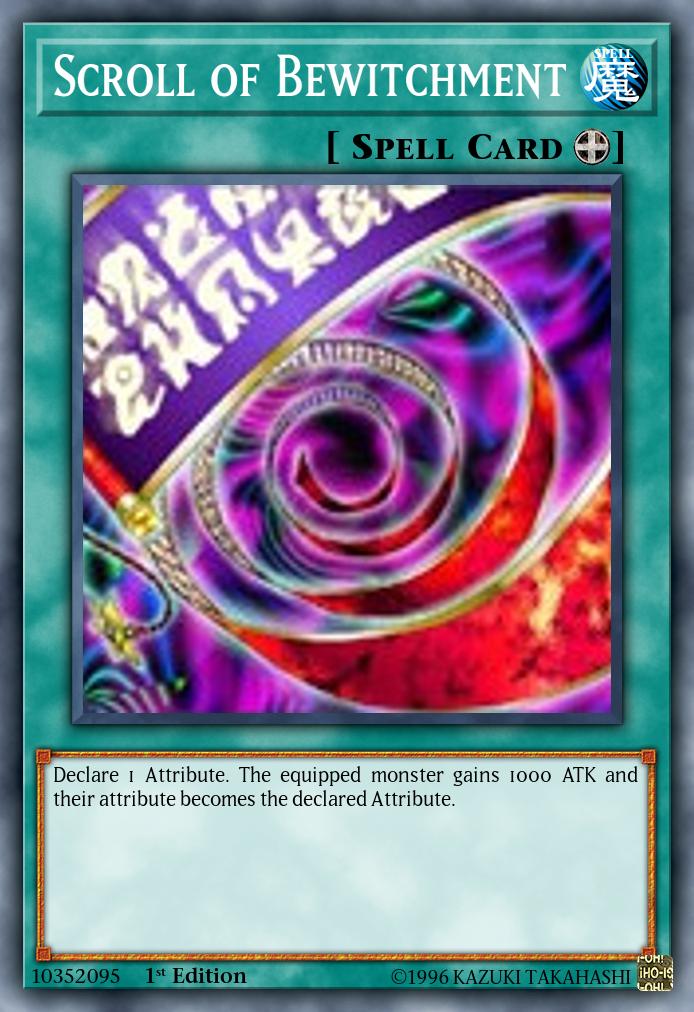 Scroll of Bewitchment
SPELL
魔
[ Spell Card ]
Declare 1 Attribute. The equipped monster gains 1000 ATK and
their attribute becomes the declared Attribute.
10352095 1st Edition ©1996 KAZUKI TAKAHASHI